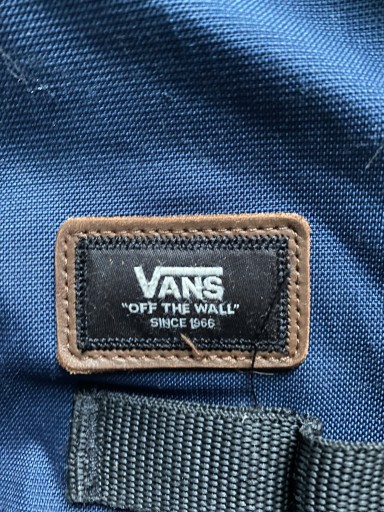 VANS
"OFF THE WALL"
SINCE 1966